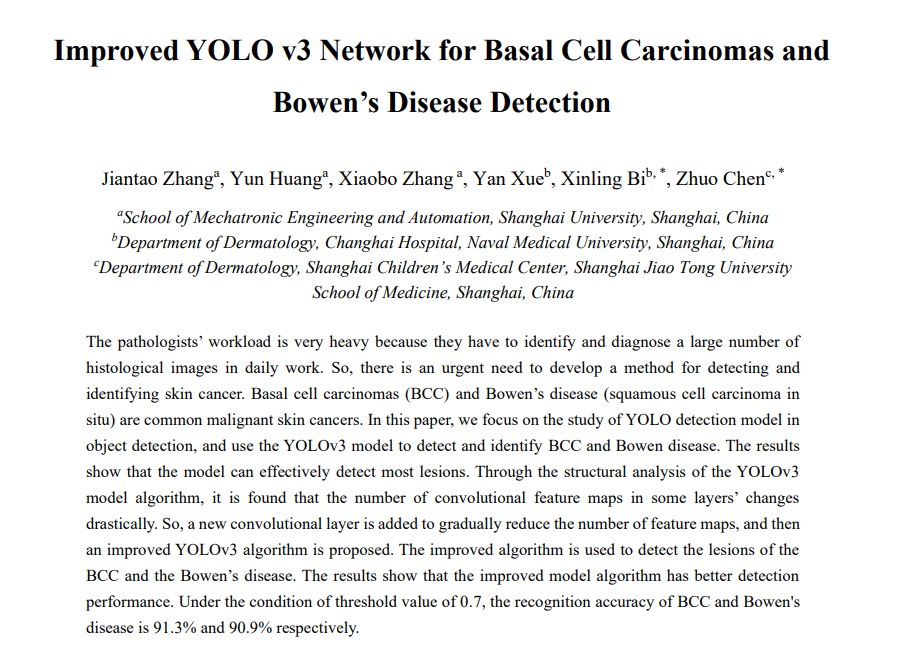 Improved YOLO v3 Network for Basal Cell Carcinomas and
Bowen’s Disease Detection
Jiantao Zhangᵃ, Yun Huangᵃ, Xiaobo Zhang ᵃ, Yan Xueᵇ, Xinling Biᵇ, *, Zhuo Chenᶜ, *
ᵃSchool of Mechatronic Engineering and Automation, Shanghai University, Shanghai, China
ᵇDepartment of Dermatology, Changhai Hospital, Naval Medical University, Shanghai, China
ᶜDepartment of Dermatology, Shanghai Children’s Medical Center, Shanghai Jiao Tong University
School of Medicine, Shanghai, China
The pathologists’ workload is very heavy because they have to identify and diagnose a large number of
histological images in daily work. So, there is an urgent need to develop a method for detecting and
identifying skin cancer. Basal cell carcinomas (BCC) and Bowen’s disease (squamous cell carcinoma in
situ) are common malignant skin cancers. In this paper, we focus on the study of YOLO detection model in
object detection, and use the YOLOv3 model to detect and identify BCC and Bowen disease. The results
show that the model can effectively detect most lesions. Through the structural analysis of the YOLOv3
model algorithm, it is found that the number of convolutional feature maps in some layers’ changes
drastically. So, a new convolutional layer is added to gradually reduce the number of feature maps, and then
an improved YOLOv3 algorithm is proposed. The improved algorithm is used to detect the lesions of the
BCC and the Bowen’s disease. The results show that the improved model algorithm has better detection
performance. Under the condition of threshold value of 0.7, the recognition accuracy of BCC and Bowen's
disease is 91.3% and 90.9% respectively.